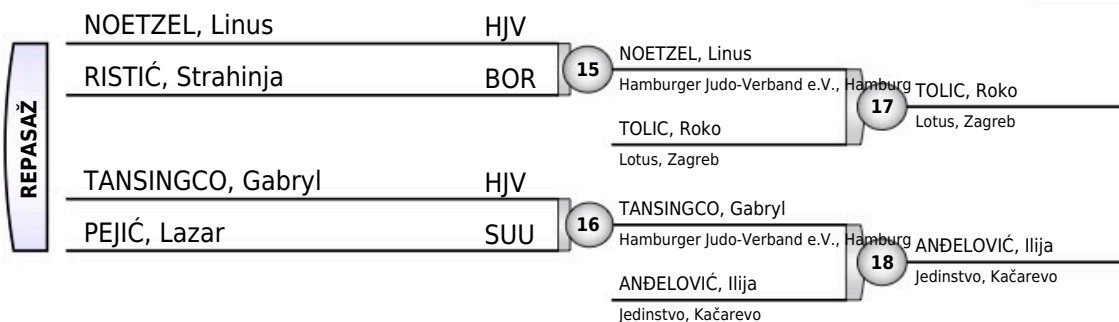 REPASAŽ
NOETZEL, Linus HJV
RISTIĆ, Strahinja BOR
15
NOETZEL, Linus
Hamburger Judo-Verband e.V., Hamburg
TOLIC, Roko
Lotus, Zagreb
17
TOLIC, Roko
Lotus, Zagreb
TANSINGCO, Gabryl HJV
PEJIĆ, Lazar SUU
16
TANSINGCO, Gabryl
Hamburger Judo-Verband e.V., Hamburg
ANĐELOVIĆ, Ilija
Jedinstvo, Kačarevo
18
ANĐELOVIĆ, Ilija
Jedinstvo, Kačarevo